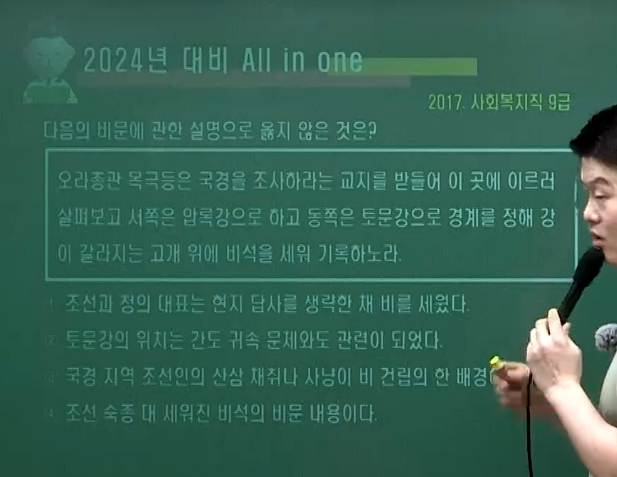 2024년 대비 All in one
2017. 사회복지직 9급
다음의 비문에 관한 설명으로 옳지 않은 것은?
오라총관 목극등은 국경을 조사하라는 교지를 받들어 이 곳에 이르러
살펴보고 서쪽은 압록강으로 하고 동쪽은 토문강으로 경계를 정해 강
이 갈라지는 고개 위에 비석을 세워 기록하노라.
① 조선과 청의 대표는 현지 답사를 생략한 채 비를 세웠다.
② 토문강의 위치는 간도 귀속 문제와도 관련이 되었다.
③ 국경 지역 조선인의 산삼 채취나 사냥이 비 건립의 한 배경
④ 조선 숙종 대 세워진 비석의 비문 내용이다.